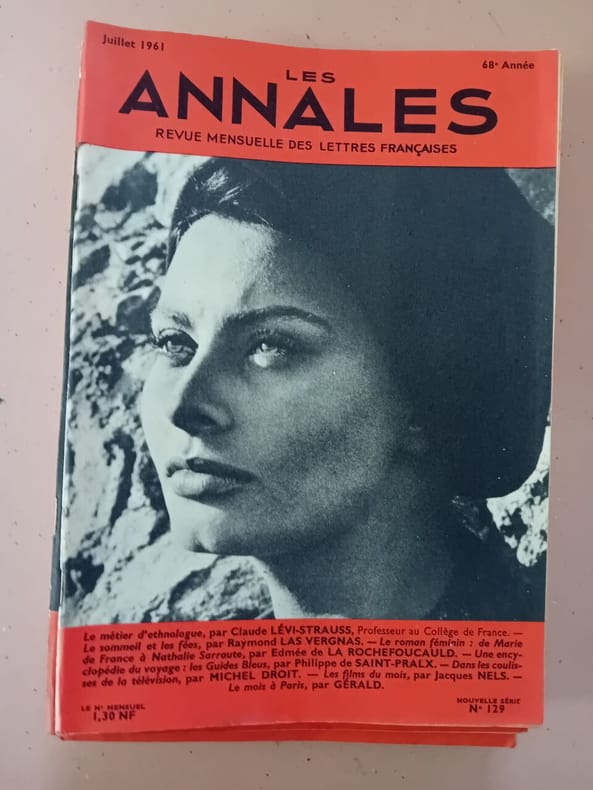 Juillet 1961
68e Année
LES
ANNALES
REVUE MENSUELLE DES LETTRES FRANÇAISES
Le métier d'ethnologue, par Claude LÉVI-STRAUSS, Professeur au Collège de France. —
Le sommeil et les fées, par Raymond LAS VERGNAS. — Le roman féminin : de Marie
de France à Nathalie Sarraute, par Edmée de LA ROCHEFOUCAULD. — Une ency-
clopédie du voyage : les Guides Bleus, par Philippe de SAINT-PRALX. — Dans les coulis-
ses de la télévision, par MICHEL DROIT. — Les films du mois, par Jacques NELS. —
Le mois à Paris, par GÉRALD.
LE No MENSUEL
1,30 NF
NOUVELLE SÉRIE
No 129